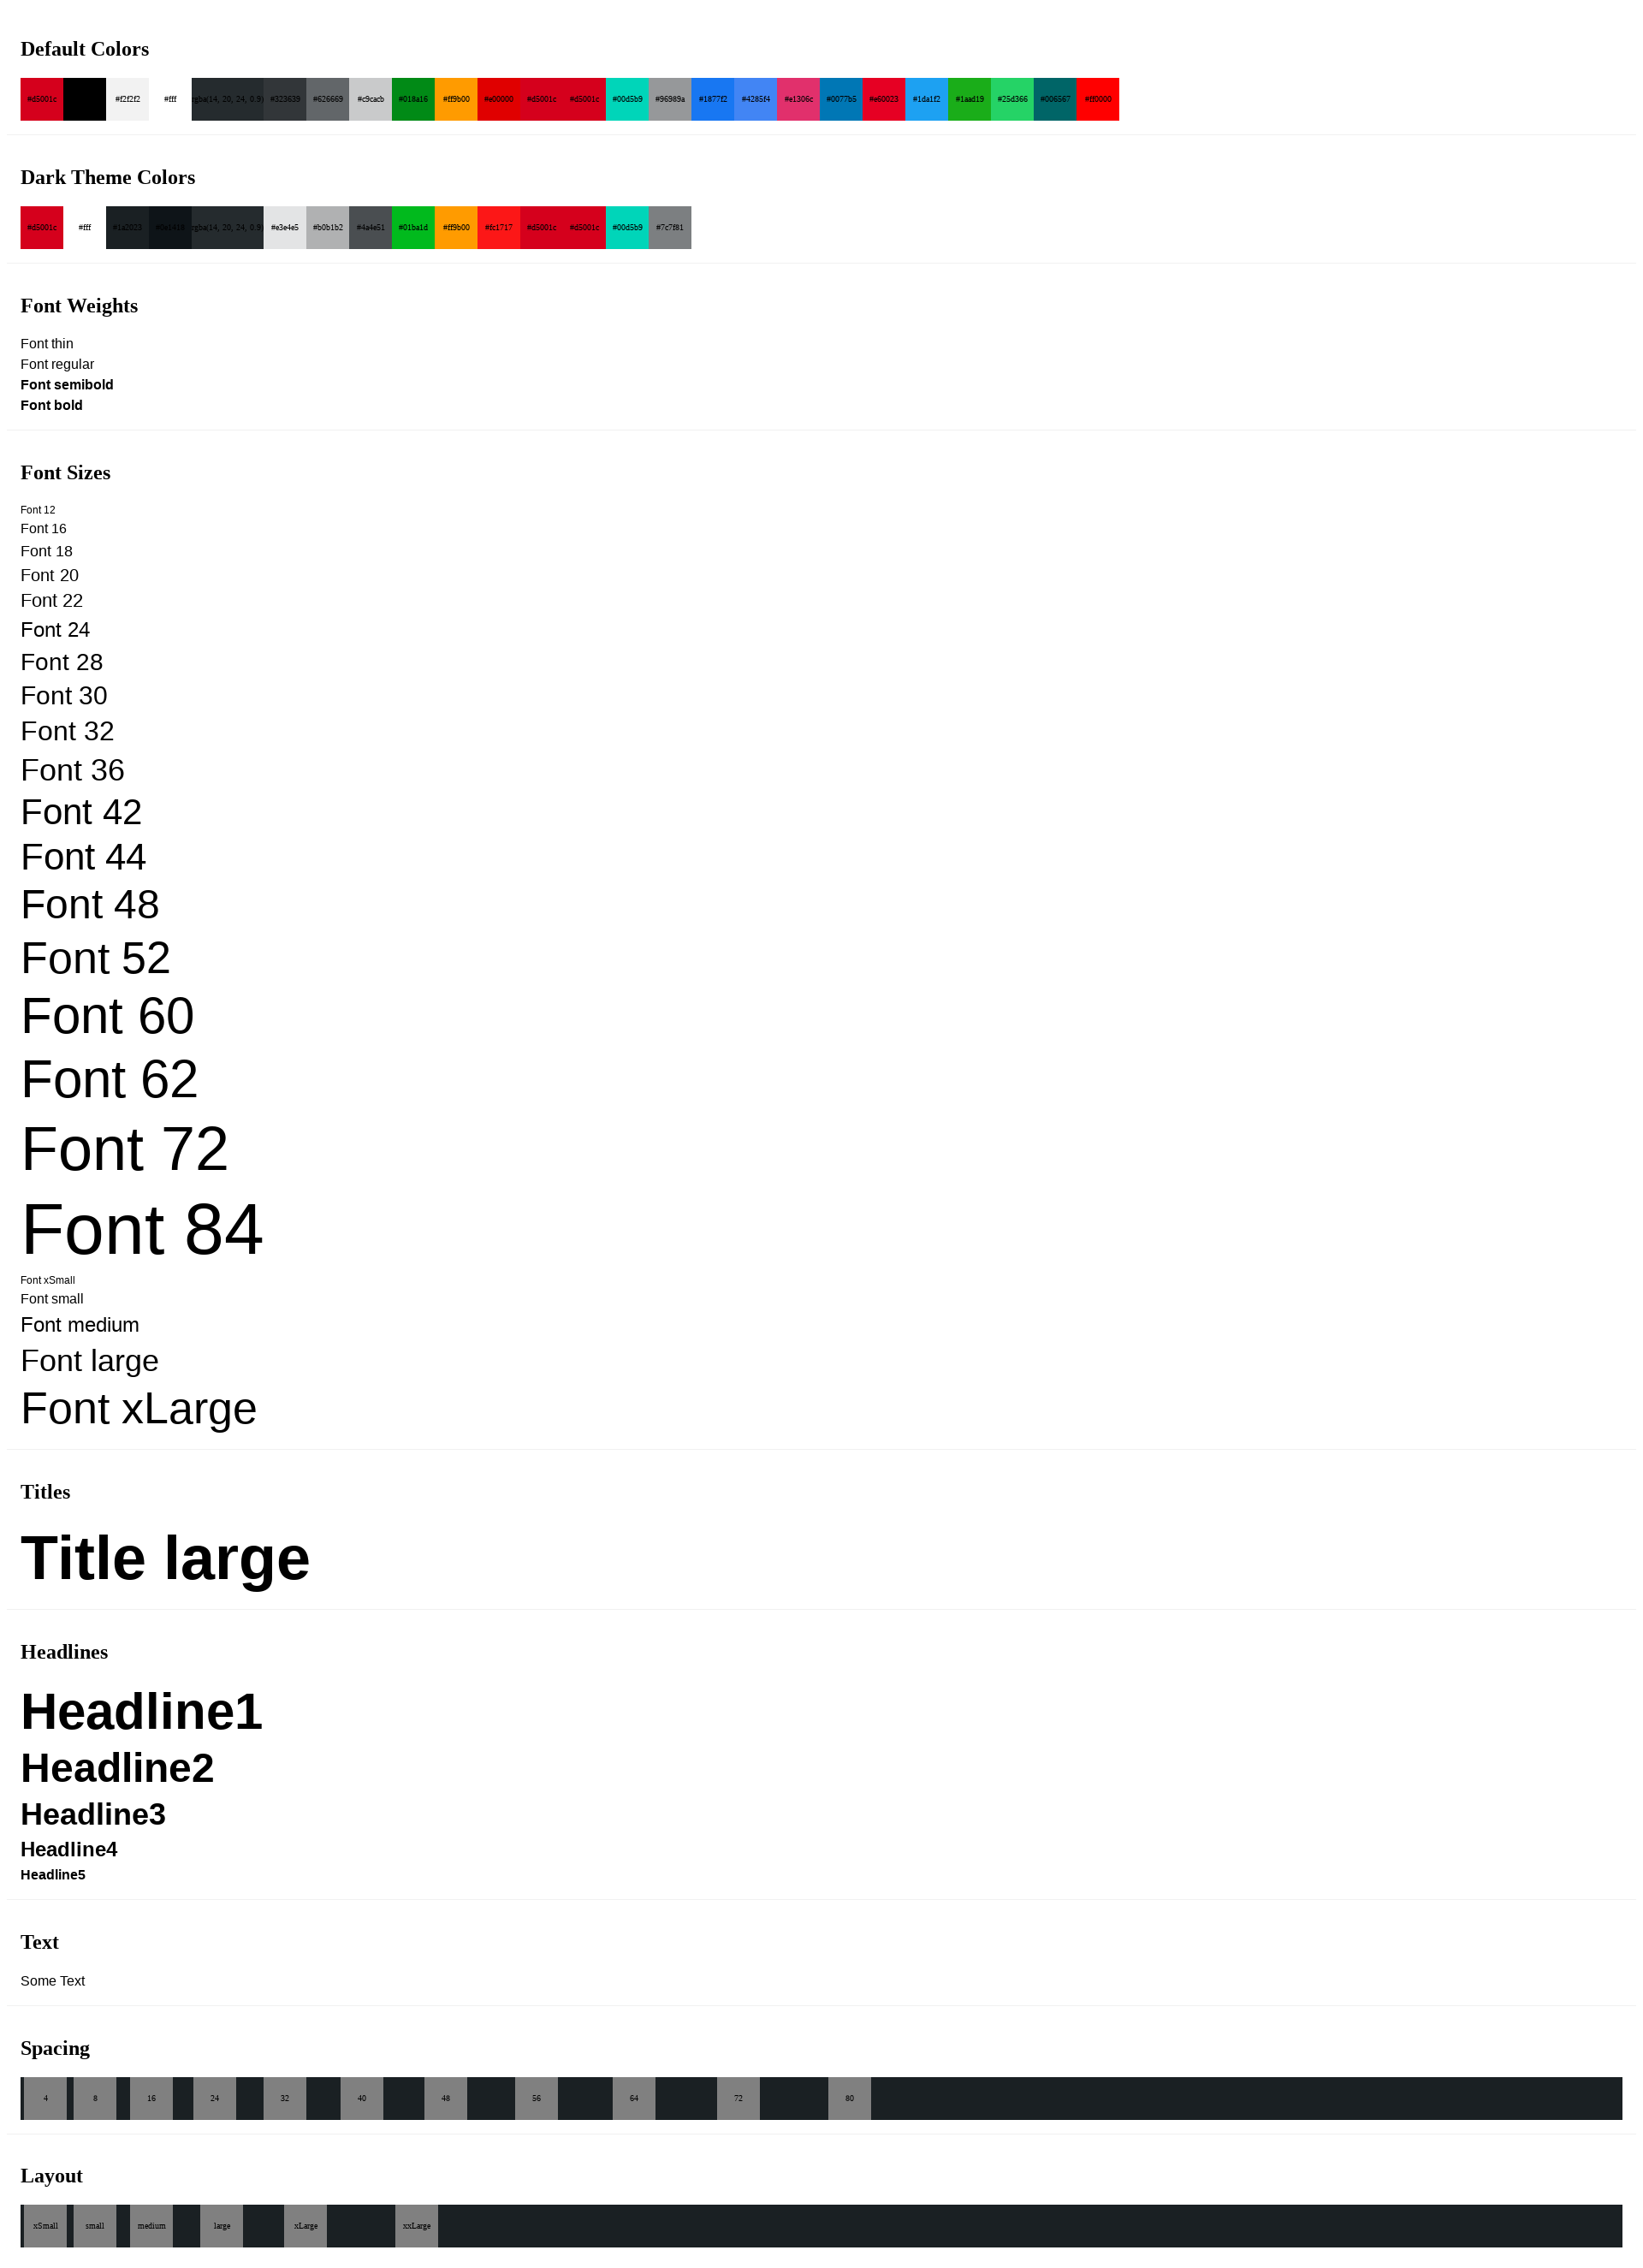 Default Colors
#d5001c #f2f2f2 #fff rgba(14, 20, 24, 0.9) #323639 #626669 #c9cacb #018a16 #ff9b00 #e00000 #d5001c #d5001c #00d5b9 #96989a #1877f2 #4285f4 #e1306c #0077b5 #e60023 #1da1f2 #1aad19 #25d366 #006567 #ff0000
Dark Theme Colors
#d5001c #fff #1a2023 #0e1418 rgba(14, 20, 24, 0.9) #e3e4e5 #b0b1b2 #4a4e51 #01ba1d #ff9b00 #fc1717 #d5001c #d5001c #00d5b9 #7c7f81
Font Weights
Font thin
Font regular
Font semibold
Font bold
Font Sizes
Font 12
Font 16
Font 18
Font 20
Font 22
Font 24
Font 28
Font 30
Font 32
Font 36
Font 42
Font 44
Font 48
Font 52
Font 60
Font 62
Font 72
Font 84
Font xSmall
Font small
Font medium
Font large
Font xLarge
Titles
Title large
Headlines
Headline1
Headline2
Headline3
Headline4
Headline5
Text
Some Text
Spacing
4 8 16 24 32 40 48 56 64 72 80
Layout
xSmall small medium large xLarge xxLarge